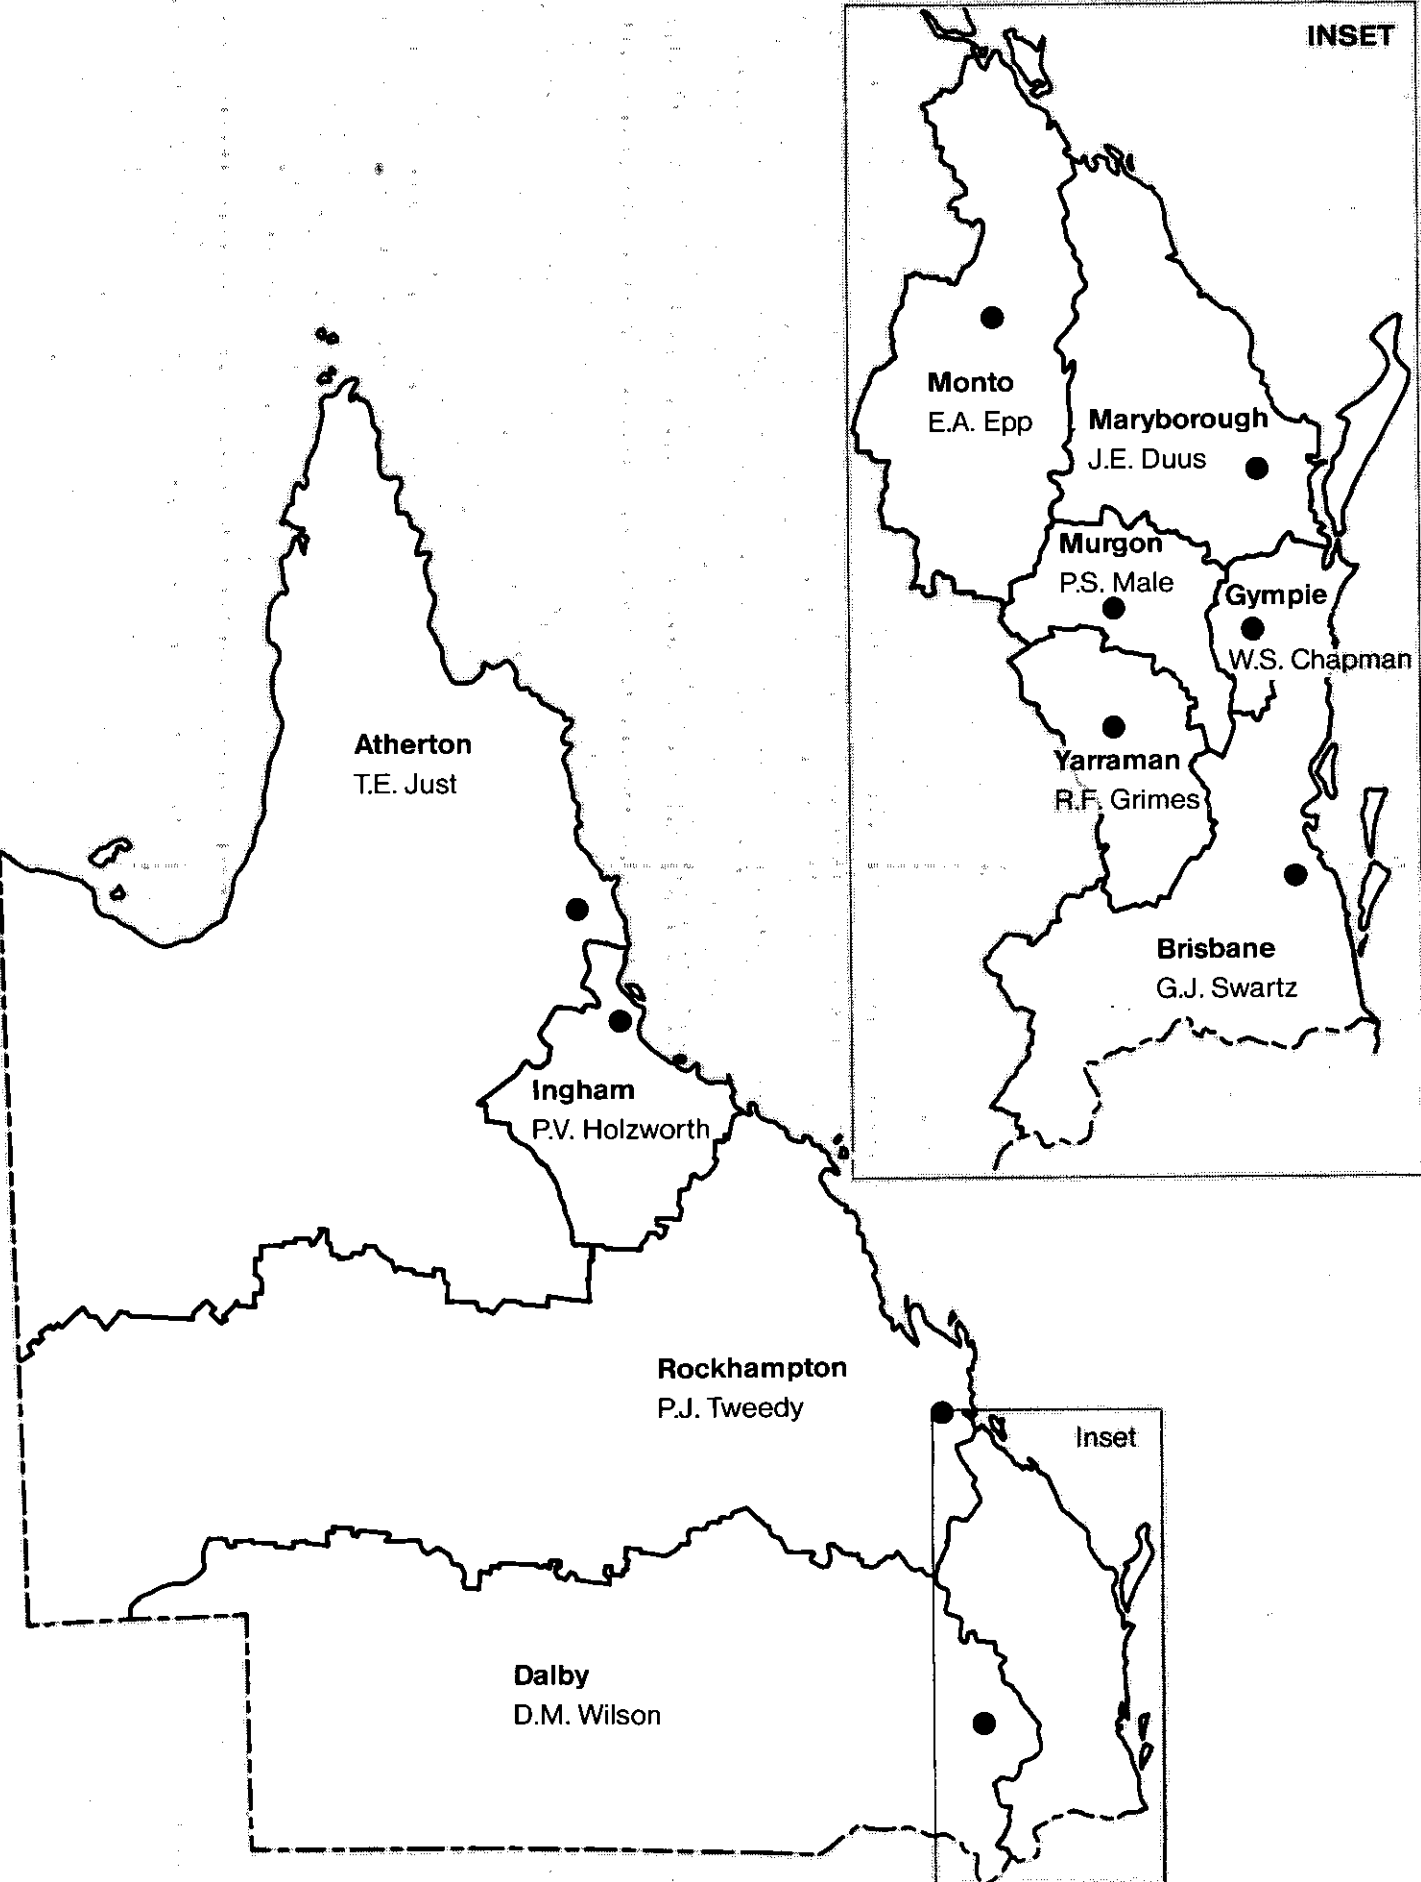 INSET
Monto
E.A. Epp
Maryborough
J.E. Duus
Murgon
P.S. Male
Gympie
W.S. Chapman
Yarraman
R.F. Grimes
Brisbane
G.J. Swartz
Atherton
T.E. Just
Ingham
P.V. Holzworth
Rockhampton
P.J. Tweedy
Inset
Dalby
D.M. Wilson